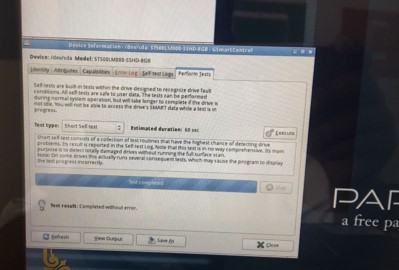 Device Information - /dev/sda: ST500LM000-SSHD-8GB - GSmartControl
Device: /dev/sda Model: ST500LM000-SSHD-8GB
Identity Attributes Capabilities Error Log Self-test Logs Perform Tests
Self-tests are built-in tests within the drive designed to recognize drive fault
conditions. All self-tests are safe to user data. The tests can be performed
during normal system operation, but will take longer to complete if the drive is
not idle. You will not be able to access the drive's SMART data while a test is in
progress.
Test type: Short Self-test Estimated duration: 60 sec Execute
Short self-test consists of a collection of test routines that have the highest chance of detecting drive
problems. Its result is reported in the Self-test Log. Note that this test is in no way comprehensive. Its main
purpose is to detect totally damaged drives without running the full surface scan.
Note: On some drives this actually runs several consequent tests, which may cause the program to display
the test progress incorrectly.
Test completed Stop
Test result: Completed without error.
Refresh View Output Save As Close
PAR
a free pa